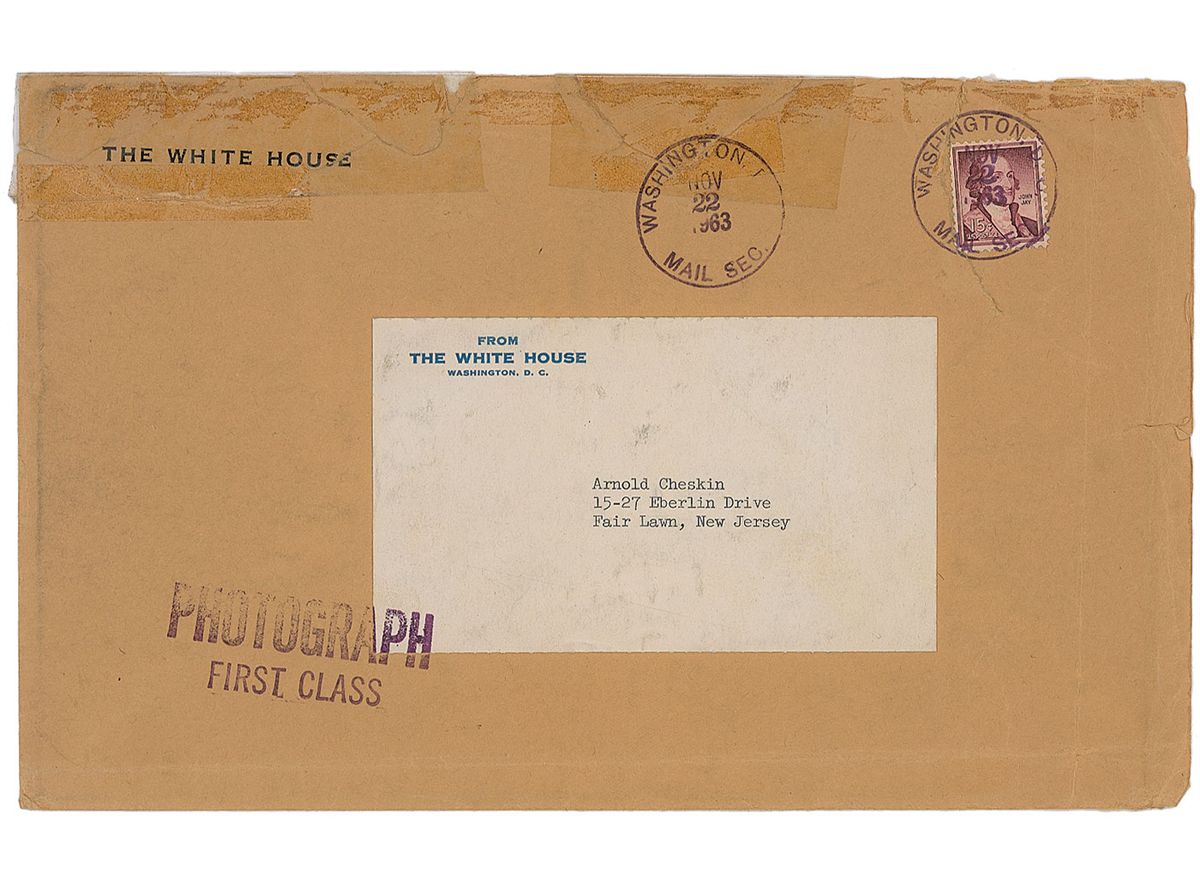 THE WHITE HOUSE
WASHINGTON
NOV
22
1963
MAIL SEC.
WASHINGTON
NOV
22
1963
MAIL SEC.
JOHN
JAY
15¢
FROM
THE WHITE HOUSE
WASHINGTON, D. C.
Arnold Cheskin
15-27 Eberlin Drive
Fair Lawn, New Jersey
PHOTOGRAPH
FIRST CLASS